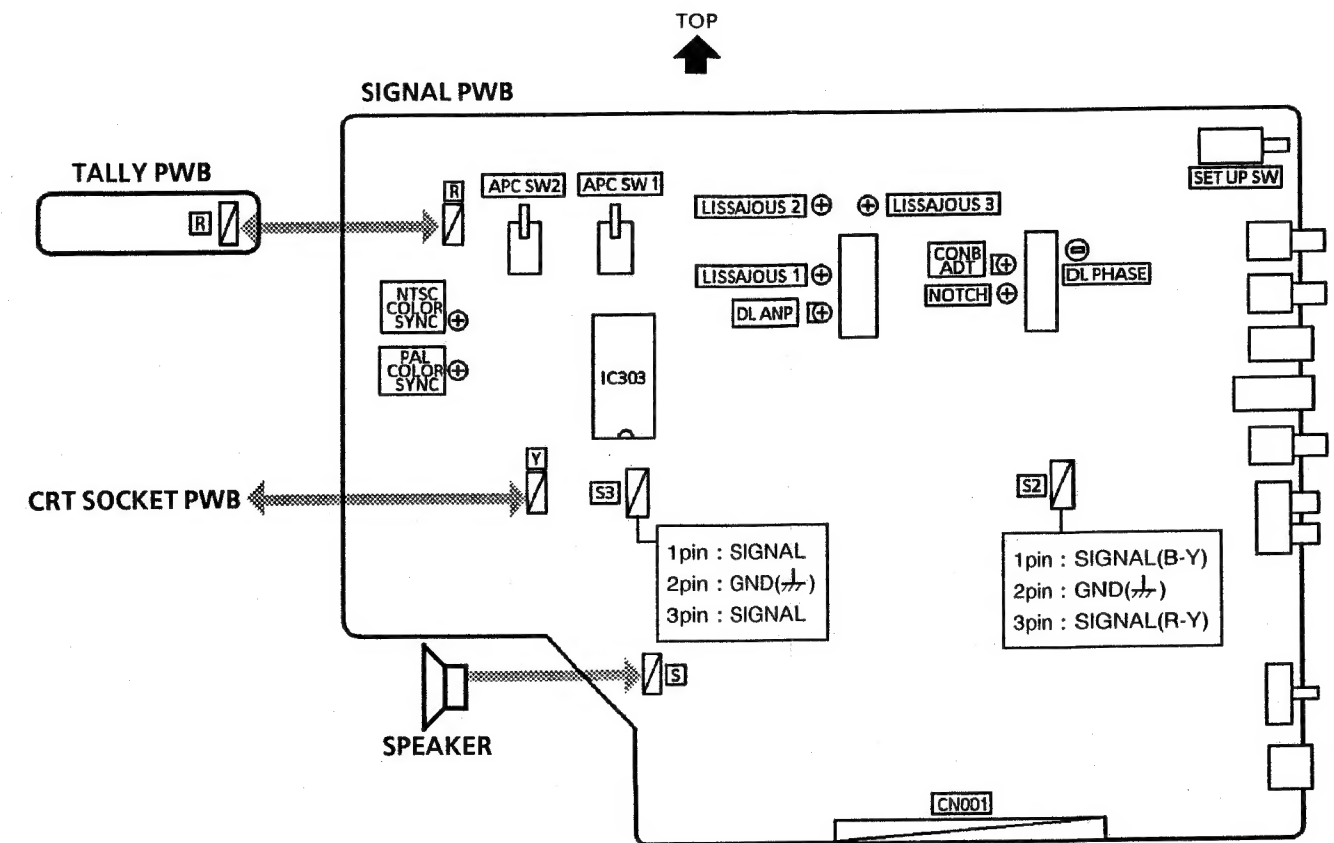 TOP
SIGNAL PWB
TALLY PWB
R
R
APC SW2
APC SW 1
SET UP SW
LISSAJOUS 2
LISSAJOUS 3
LISSAJOUS 1
DL ANP
CONB
ADT
NOTCH
DL PHASE
NTSC
COLOR
SYNC
PAL
COLOR
SYNC
IC303
Y
CRT SOCKET PWB
S3
S2
1pin : SIGNAL
2pin : GND( )
3pin : SIGNAL
1pin : SIGNAL(B-Y)
2pin : GND( )
3pin : SIGNAL(R-Y)
S
SPEAKER
CN001